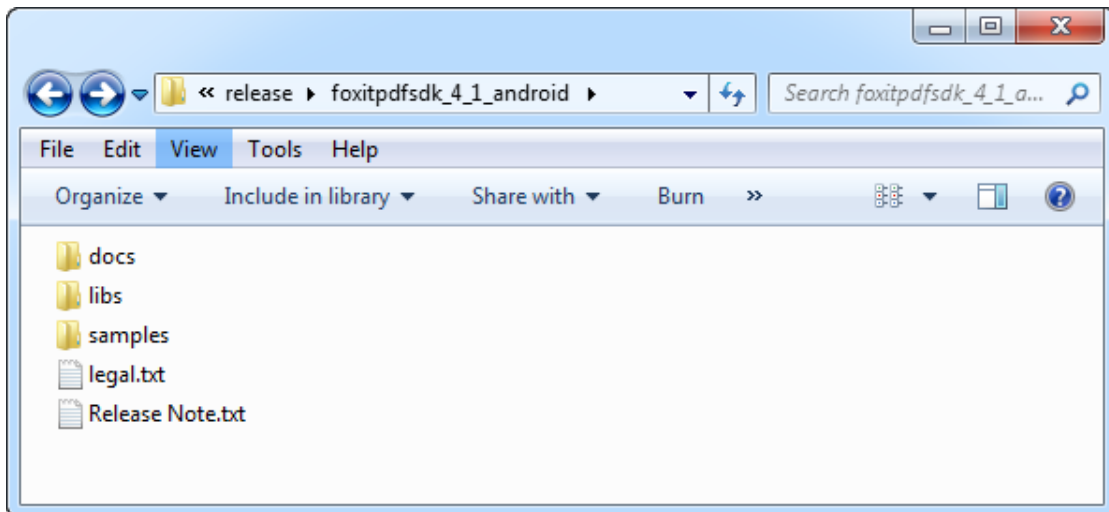 « release ▸ foxitpdfsdk_4_1_android ▸ Search foxitpdfsdk_4_1_a...
File Edit View Tools Help
Organize Include in library Share with Burn »
docs
libs
samples
legal.txt
Release Note.txt